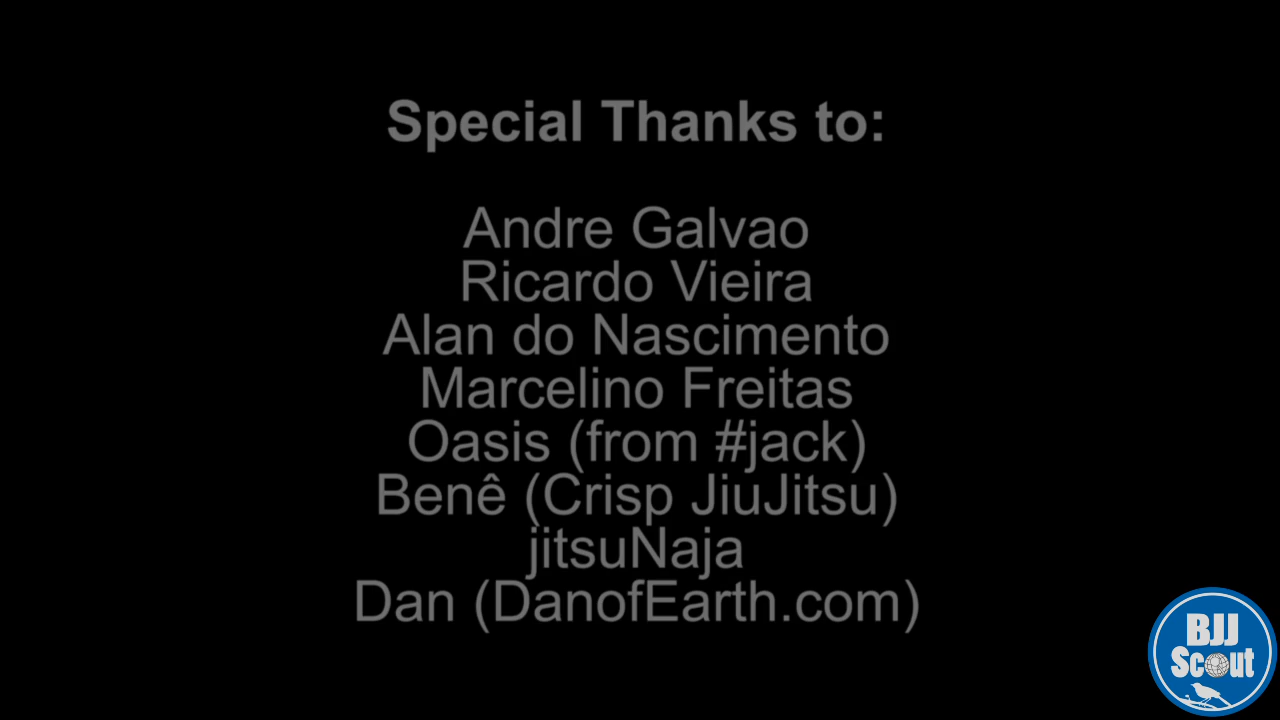 Special Thanks to:
Andre Galvao
Ricardo Vieira
Alan do Nascimento
Marcelino Freitas
Oasis (from #jack)
Benê (Crisp JiuJitsu)
jitsuNaja
Dan (DanofEarth.com)
BJJ
Scout